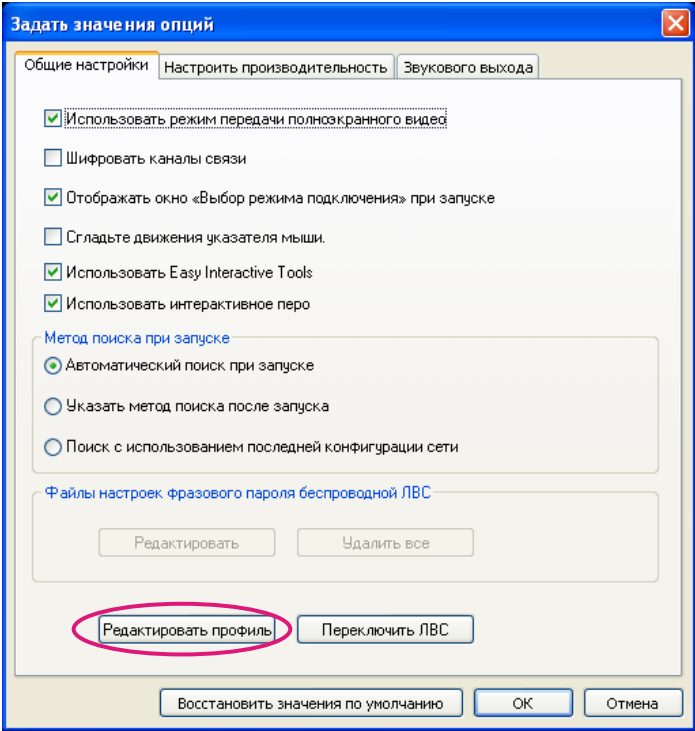 Задать значения опций
Общие настройки Настроить производительность Звукового выхода
Использовать режим передачи полноэкранного видео
Шифровать каналы связи
Отображать окно «Выбор режима подключения» при запуске
Сгладьте движения указателя мыши.
Использовать Easy Interactive Tools
Использовать интерактивное перо
Метод поиска при запуске
Автоматический поиск при запуске
Указать метод поиска после запуска
Поиск с использованием последней конфигурации сети
Файлы настроек фразового пароля беспроводной ЛВС
Редактировать Удалить все
Редактировать профиль Переключить ЛВС
Восстановить значения по умолчанию ОК Отмена